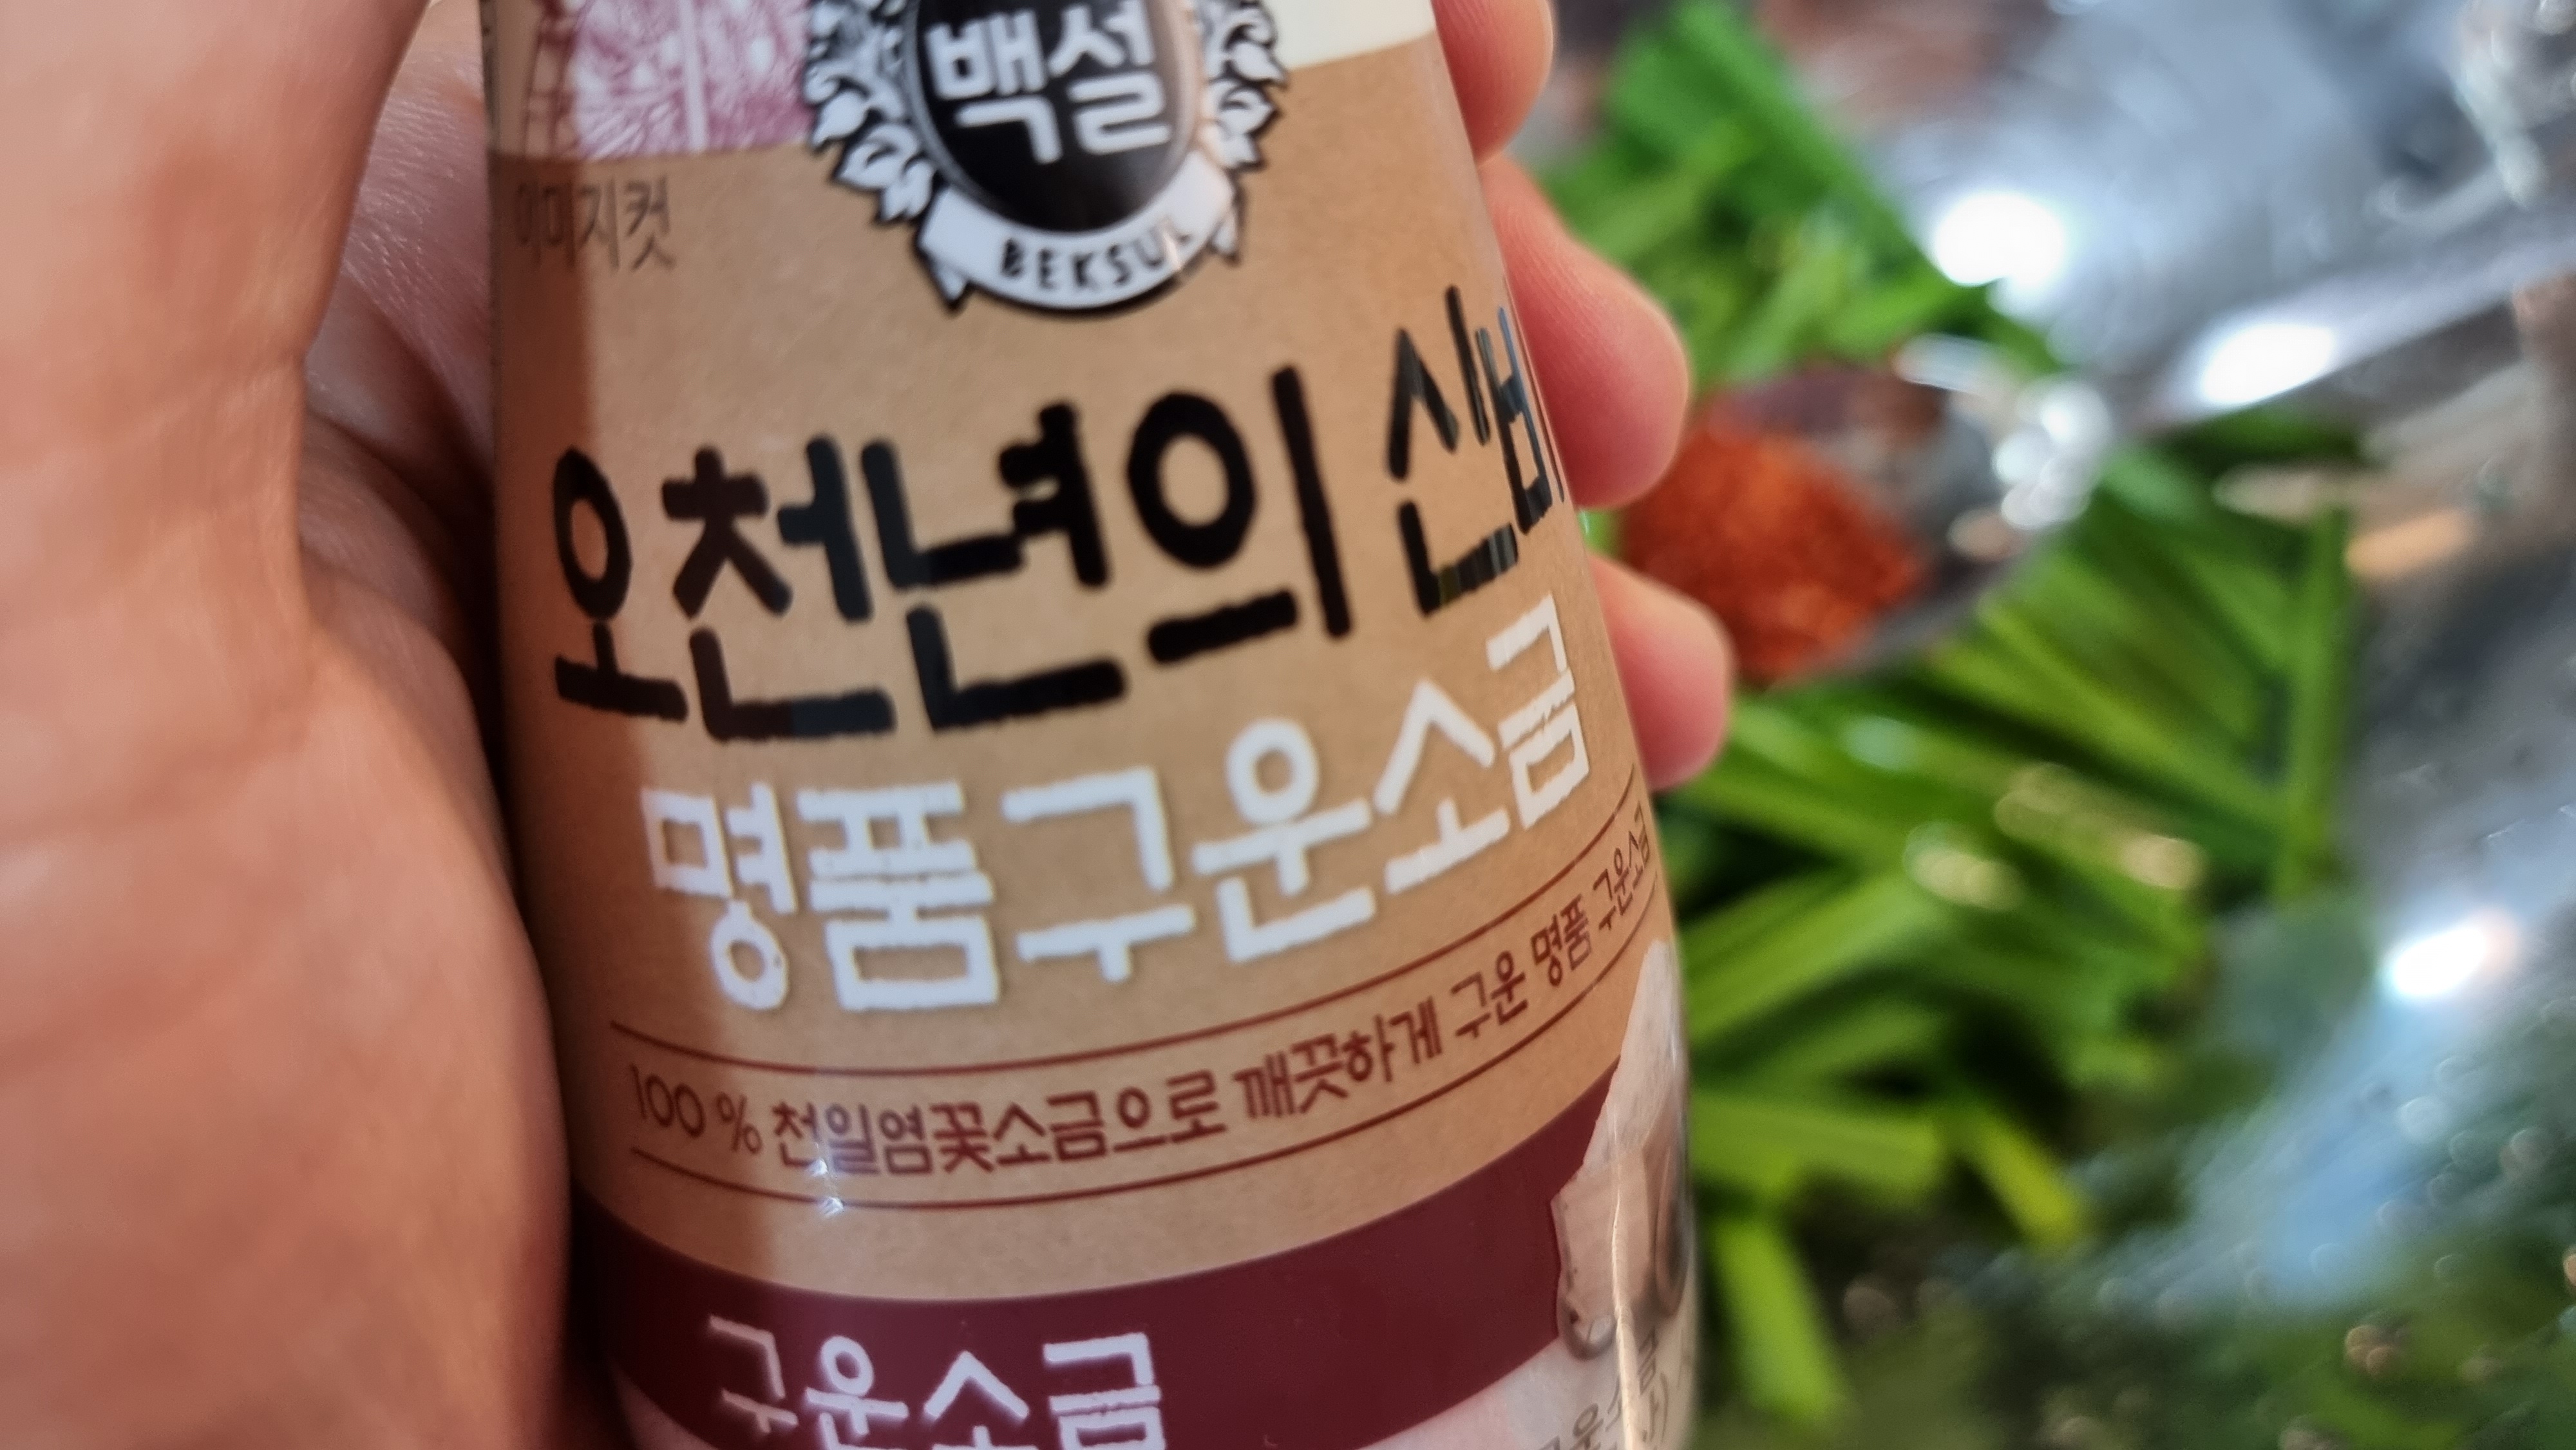 백설
BEKSUL
이미지컷
오천년의 신비
명품구운소금
100 % 천일염꽃소금으로 깨끗하게 구운 명품 구운소금
구운소금